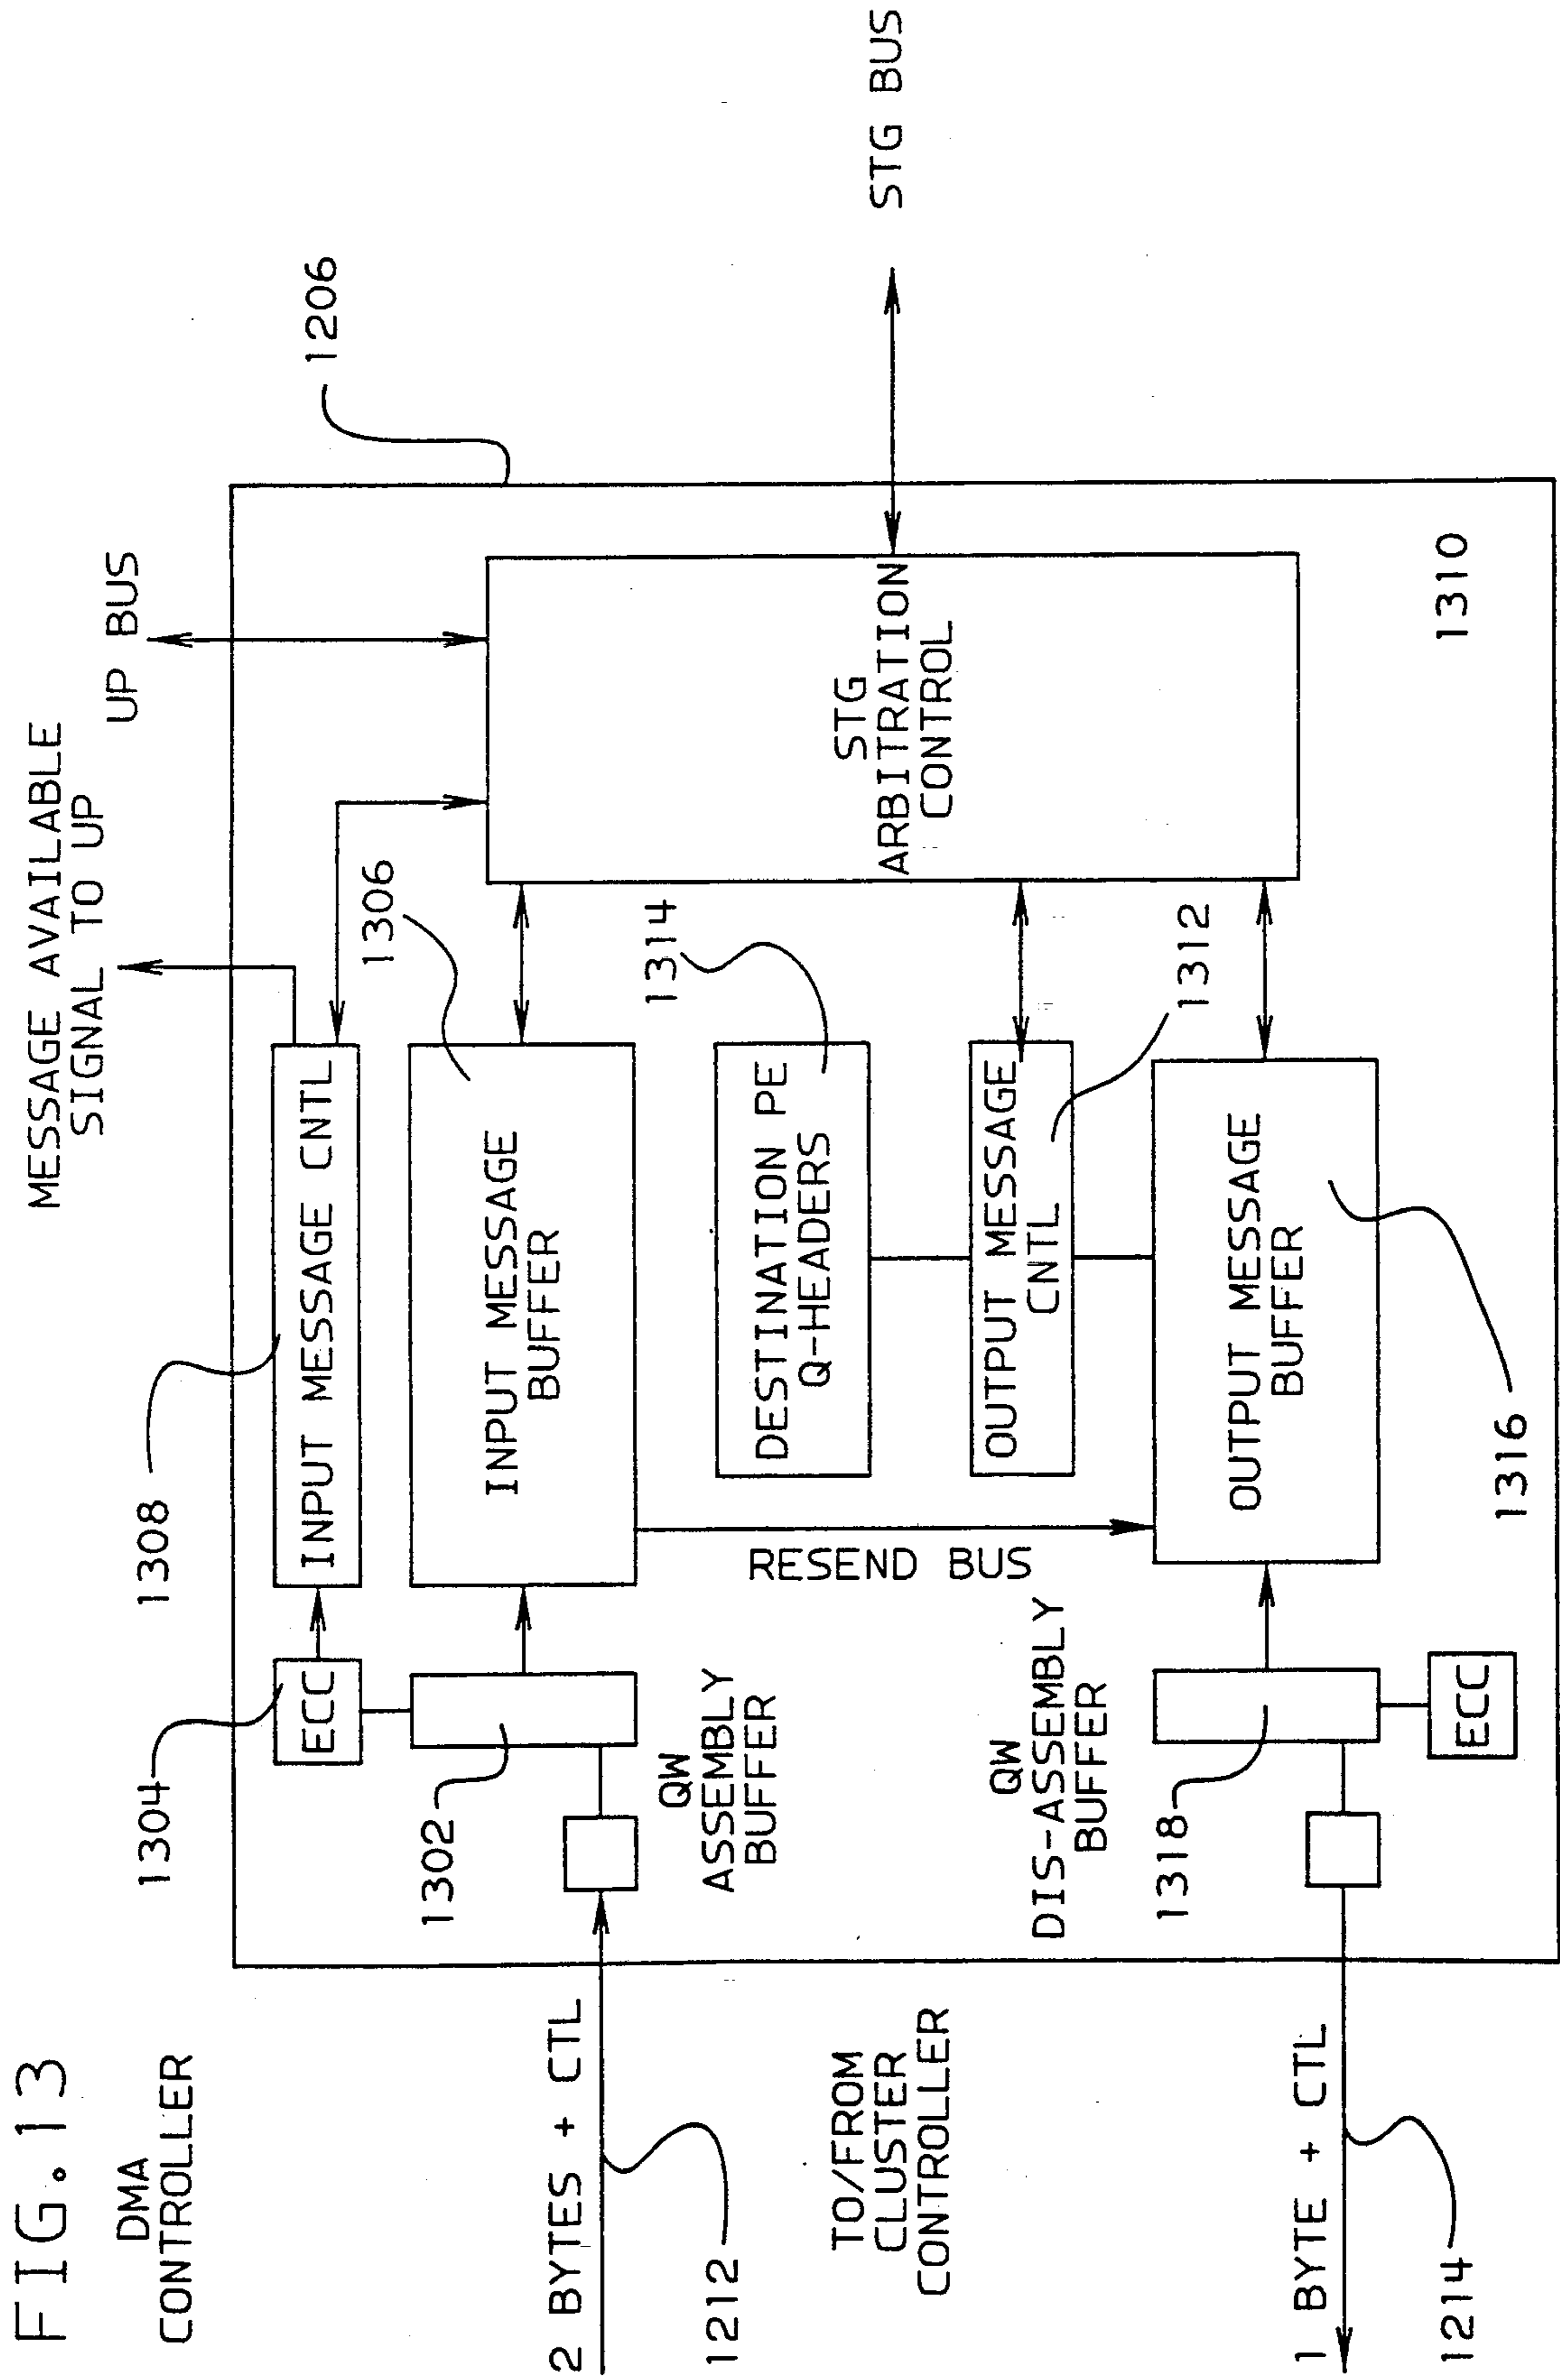 FIG.13
DMA
CONTROLLER
MESSAGE AVAILABLE
SIGNAL TO UP
UP BUS
1206
STG BUS
1304
1308
ECC
INPUT MESSAGE CNTL
1306
2 BYTES + CTL
1212
1302
INPUT MESSAGE
BUFFER
QW
ASSEMBLY
BUFFER
RESEND BUS
1314
DESTINATION PE
Q-HEADERS
STG
ARBITRATION
CONTROL
TO/FROM
CLUSTER
CONTROLLER
OUTPUT MESSAGE
CNTL
1312
QW
DIS-ASSEMBLY
BUFFER
1318
OUTPUT MESSAGE
BUFFER
1 BYTE + CTL
1214
ECC
1316
1310